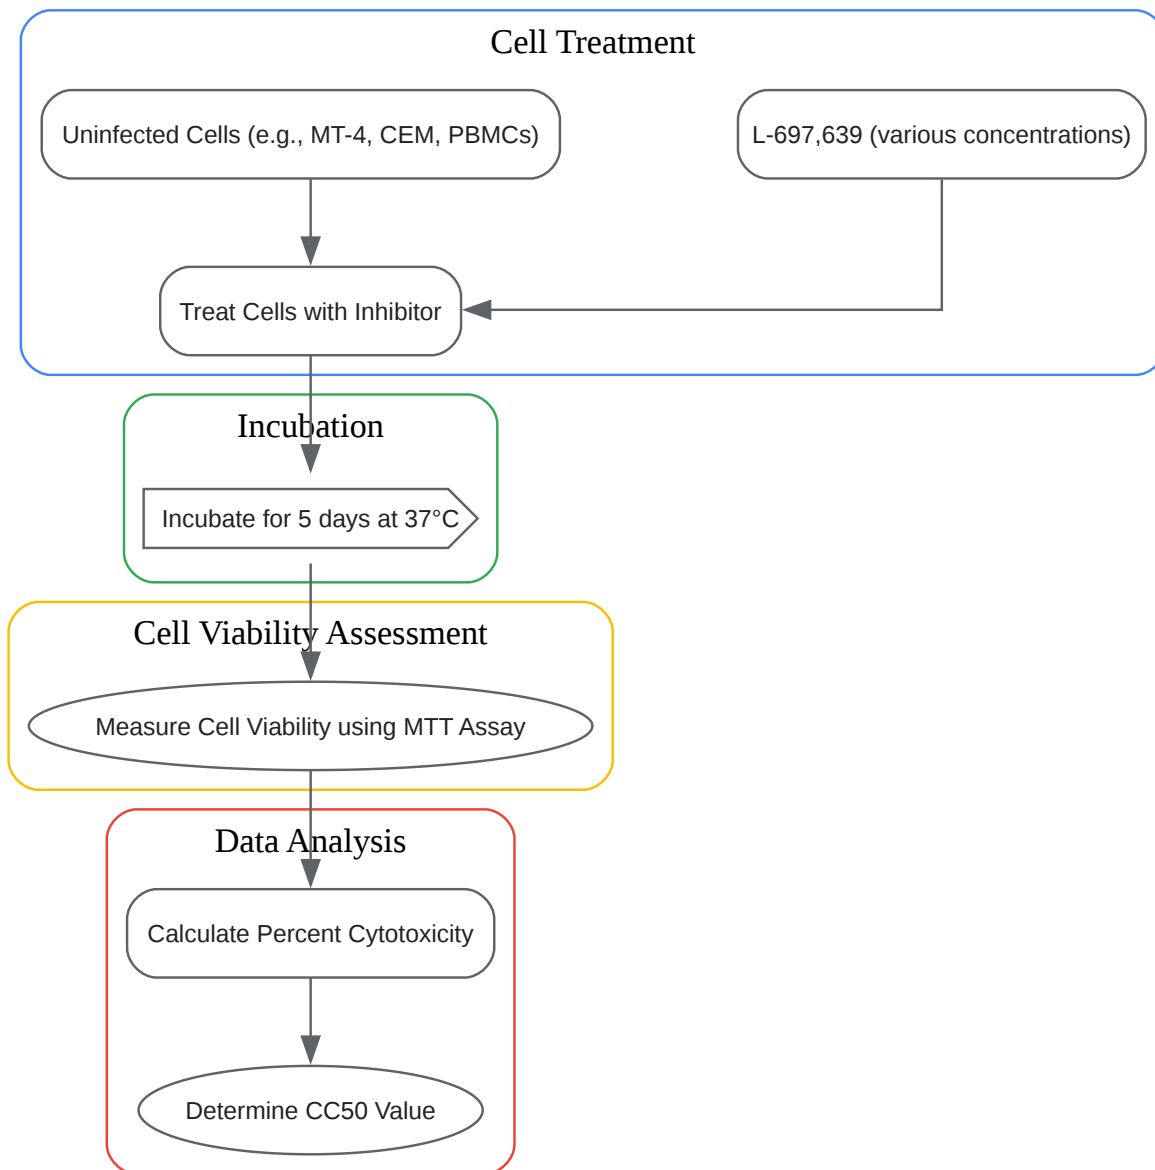 Cell Treatment
Uninfected Cells (e.g., MT-4, CEM, PBMCs)
L-697,639 (various concentrations)
Treat Cells with Inhibitor
Incubation
Incubate for 5 days at 37°C
Cell Viability Assessment
Measure Cell Viability using MTT Assay
Data Analysis
Calculate Percent Cytotoxicity
Determine CC50 Value